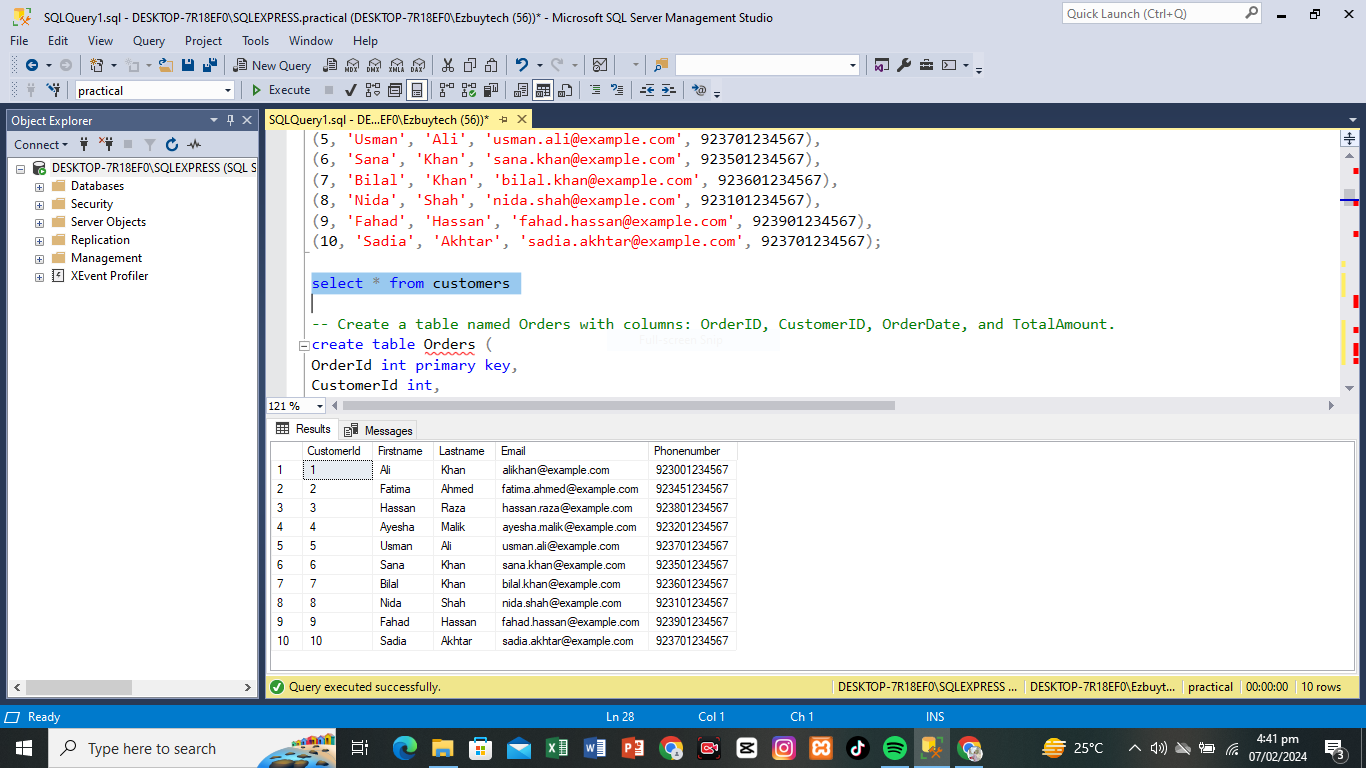 SQLQuery1.sql - DESKTOP-7R18EF0\SQLEXPRESS.practical (DESKTOP-7R18EF0\Ezbuytech (56))* - Microsoft SQL Server Management Studio
Quick Launch (Ctrl+Q)
File Edit View Query Project Tools Window Help
New Query MDX DMX XMLA DAX
practical Execute
Object Explorer
SQLQuery1.sql - DE...EF0\Ezbuytech (56))*
Connect
DESKTOP-7R18EF0\SQLEXPRESS (SQL S
Databases
Security
Server Objects
Replication
Management
XEvent Profiler
(5, 'Usman', 'Ali', 'usman.ali@example.com', 923701234567),
(6, 'Sana', 'Khan', 'sana.khan@example.com', 923501234567),
(7, 'Bilal', 'Khan', 'bilal.khan@example.com', 923601234567),
(8, 'Nida', 'Shah', 'nida.shah@example.com', 923101234567),
(9, 'Fahad', 'Hassan', 'fahad.hassan@example.com', 923901234567),
(10, 'Sadia', 'Akhtar', 'sadia.akhtar@example.com', 923701234567);
select * from customers
-- Create a table named Orders with columns: OrderID, CustomerID, OrderDate, and TotalAmount.
create table Orders (
Full-screen Snip
OrderId int primary key,
CustomerId int,
121 %
Results Messages
CustomerId Firstname Lastname Email Phonenumber
1 1 Ali Khan alikhan@example.com 923001234567
2 2 Fatima Ahmed fatima.ahmed@example.com 923451234567
3 3 Hassan Raza hassan.raza@example.com 923801234567
4 4 Ayesha Malik ayesha.malik@example.com 923201234567
5 5 Usman Ali usman.ali@example.com 923701234567
6 6 Sana Khan sana.khan@example.com 923501234567
7 7 Bilal Khan bilal.khan@example.com 923601234567
8 8 Nida Shah nida.shah@example.com 923101234567
9 9 Fahad Hassan fahad.hassan@example.com 923901234567
10 10 Sadia Akhtar sadia.akhtar@example.com 923701234567
Query executed successfully. DESKTOP-7R18EF0\SQLEXPRESS ... DESKTOP-7R18EF0\Ezbuyt... practical 00:00:00 10 rows
Ready Ln 28 Col 1 Ch 1 INS
Type here to search
25°C
4:41 pm
07/02/2024
3